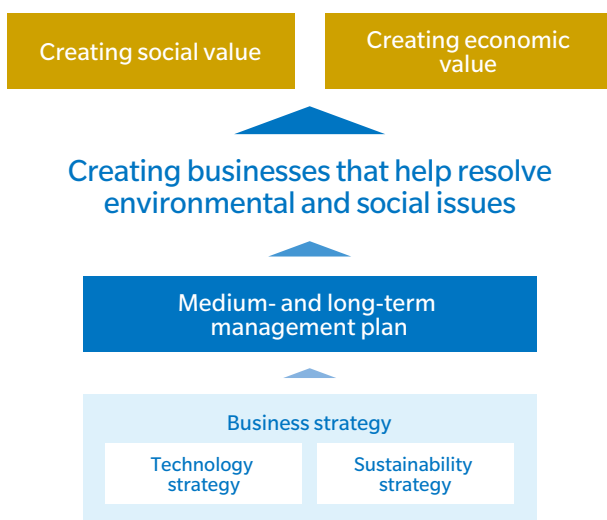 Creating social value
Creating economic
value
Creating businesses that help resolve
environmental and social issues
Medium- and long-term
management plan
Business strategy
Technology
strategy
Sustainability
strategy